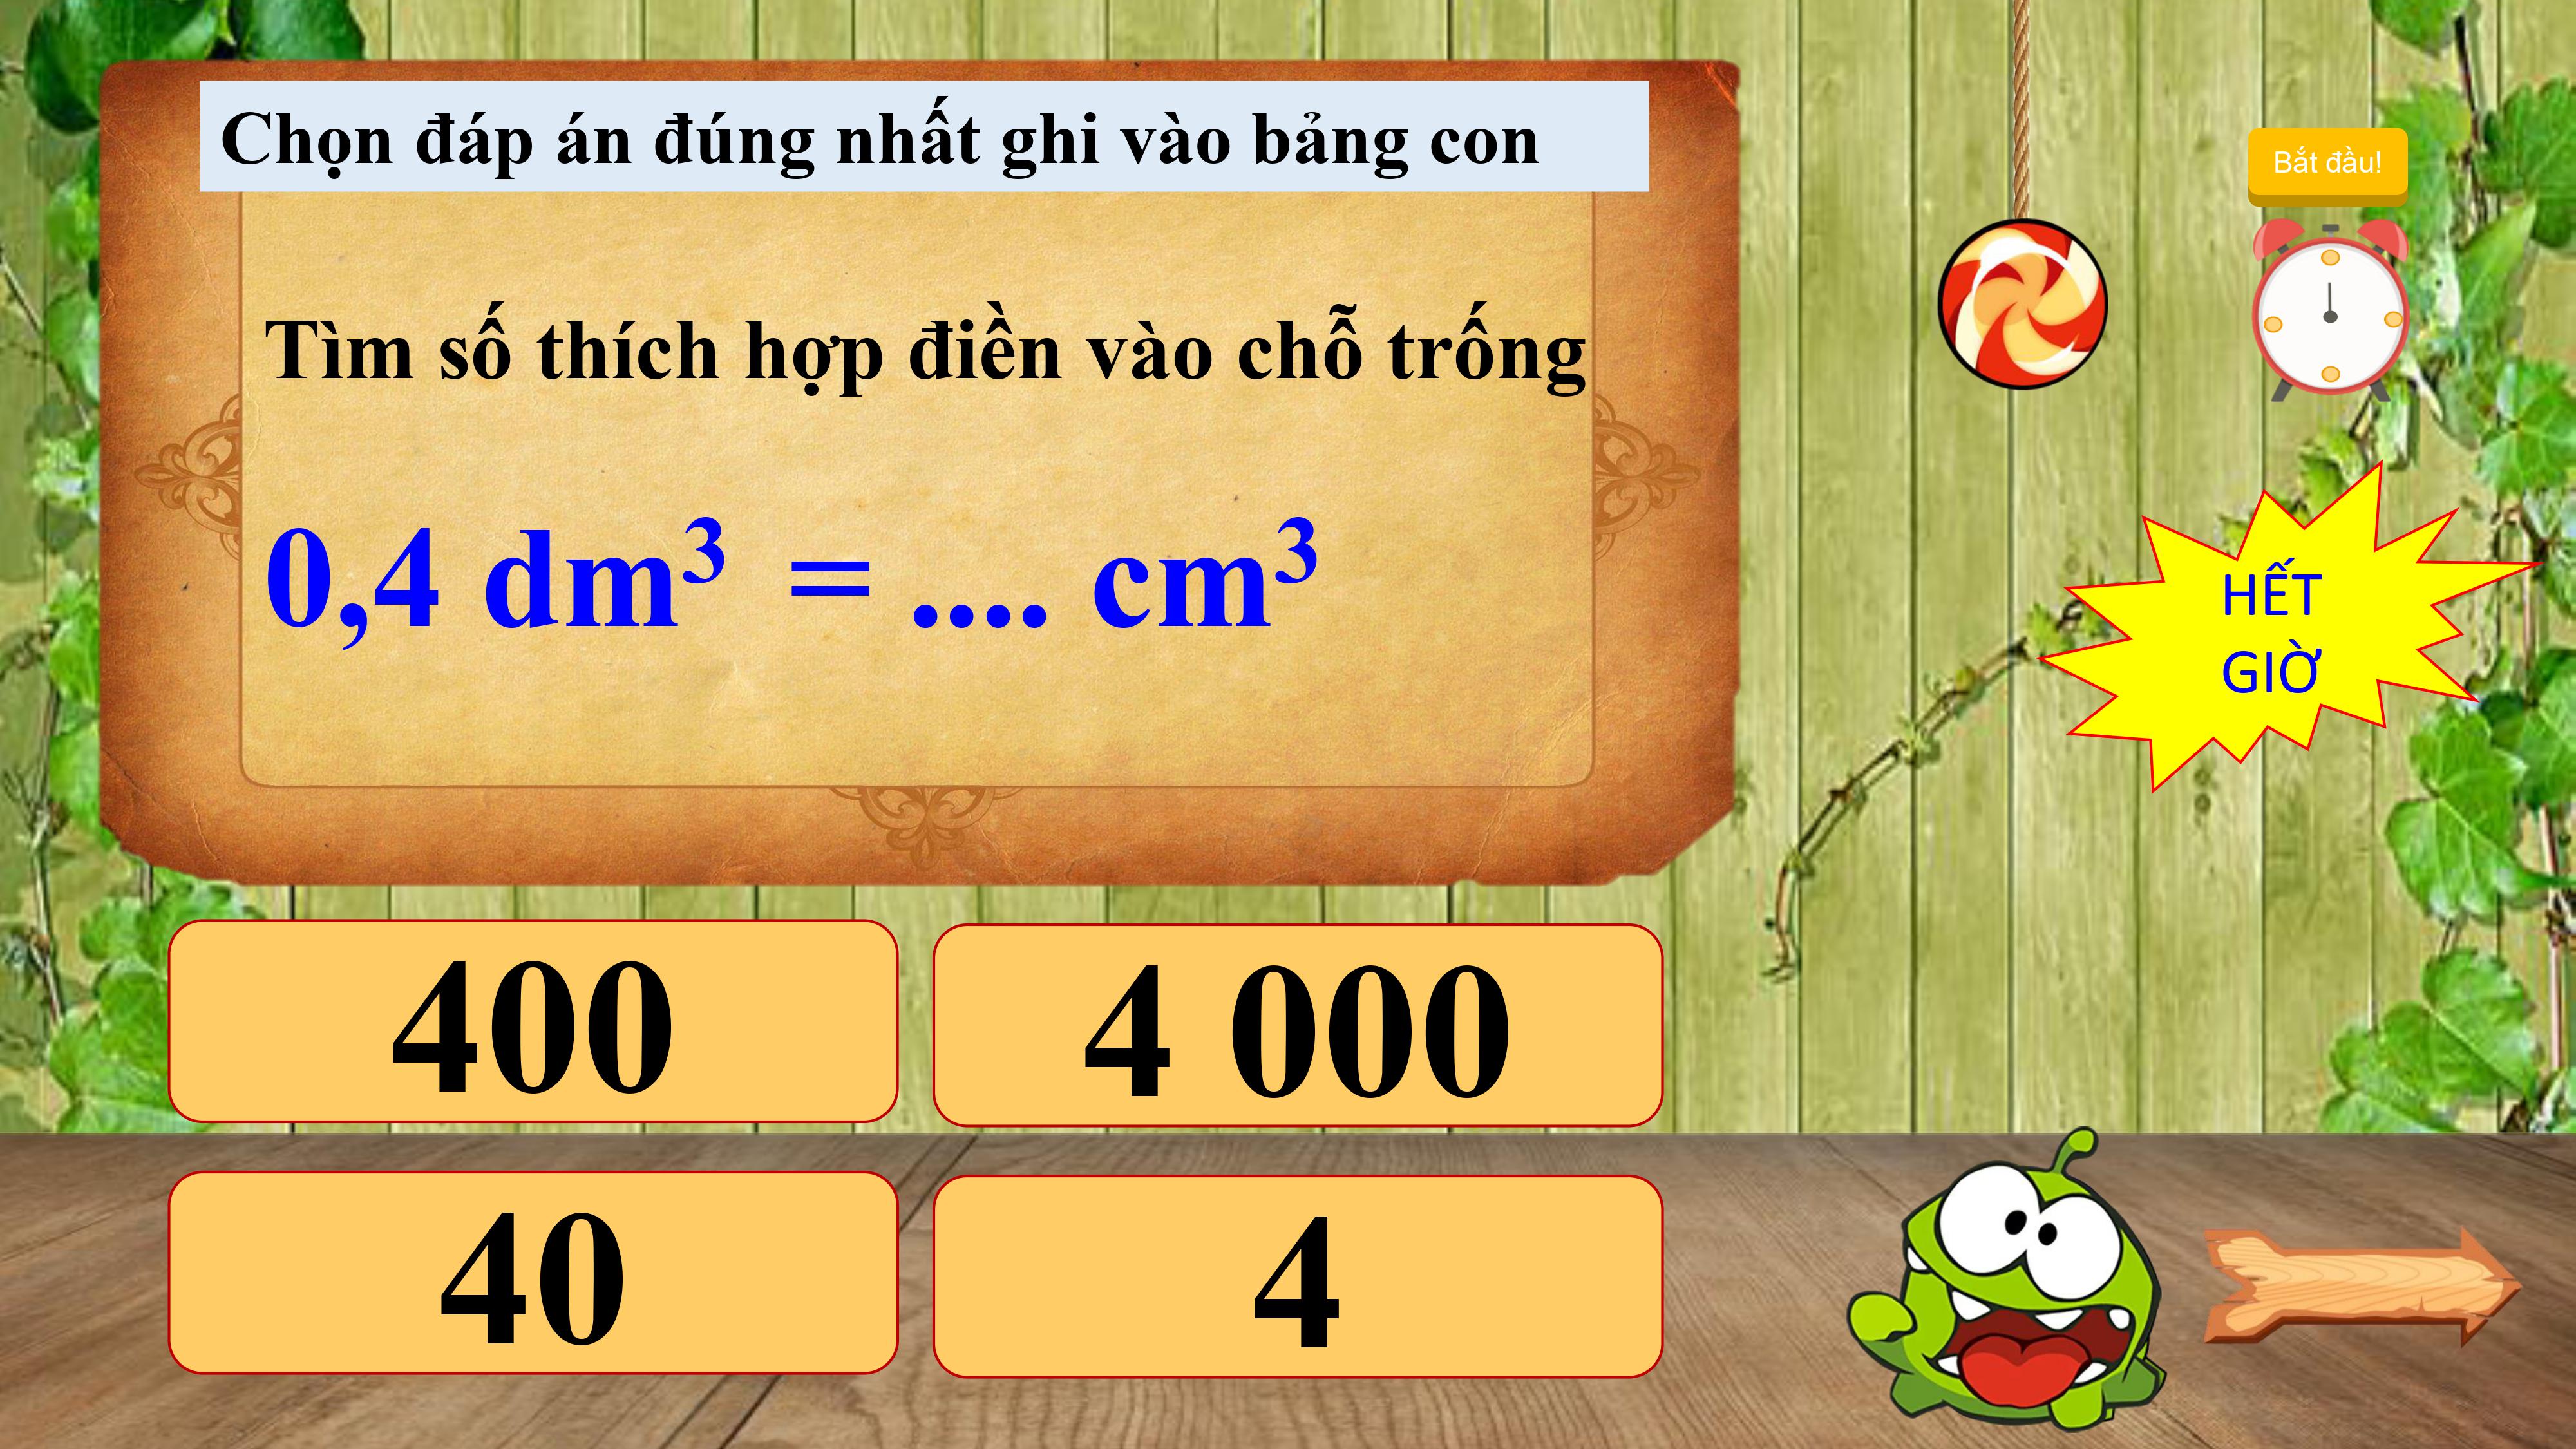 Chọn đáp án đúng nhất ghi vào bảng con
Bắt đầu!
Tìm số thích hợp điền vào chỗ trống
0,4 dm³ = .... cm³
HẾT
GIỜ
400
4 000
40
4